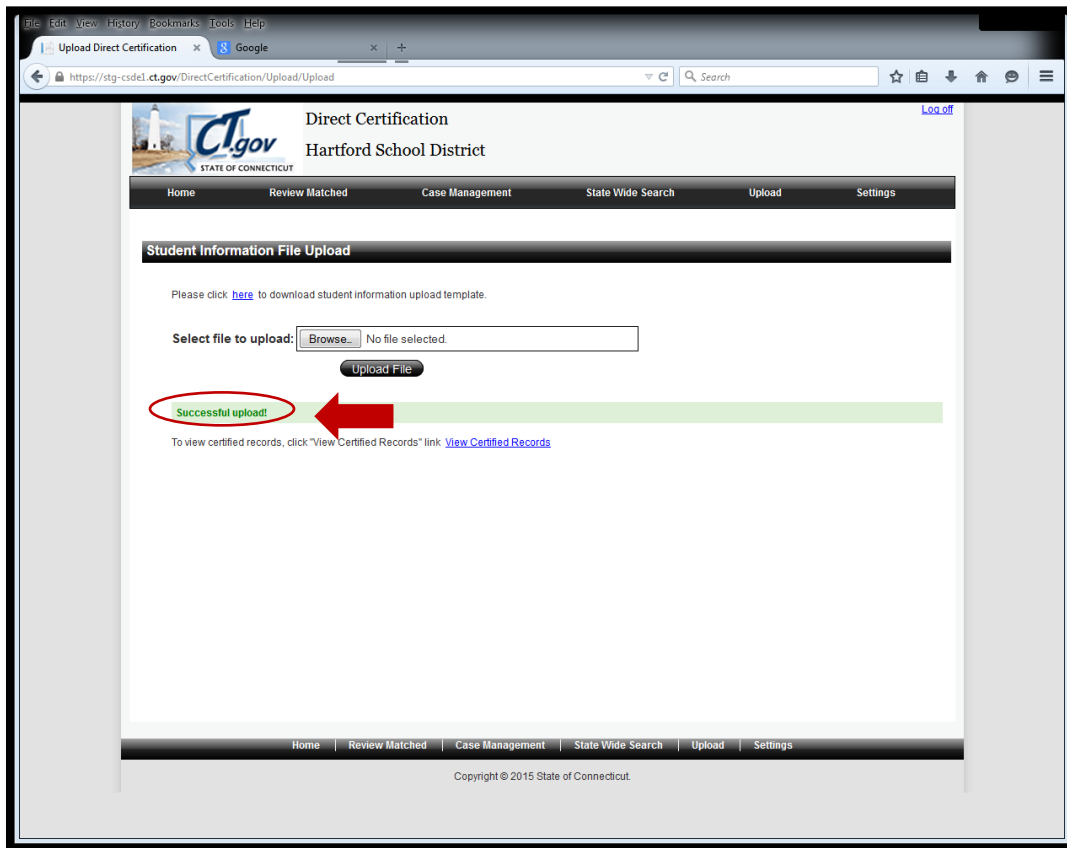 File Edit View History Bookmarks Tools Help
Upload Direct Certification × 8 Google × +
https://stg-csde1.ct.gov/DirectCertification/Upload/Upload Search
CT.gov
STATE OF CONNECTICUT
Direct Certification
Hartford School District
Log off
Home Review Matched Case Management State Wide Search Upload Settings
Student Information File Upload
Please click here to download student information upload template.
Select file to upload: Browse... No file selected.
Upload File
Successful upload!
To view certified records, click "View Certified Records" link View Certified Records
Home | Review Matched | Case Management | State Wide Search | Upload | Settings
Copyright © 2015 State of Connecticut.